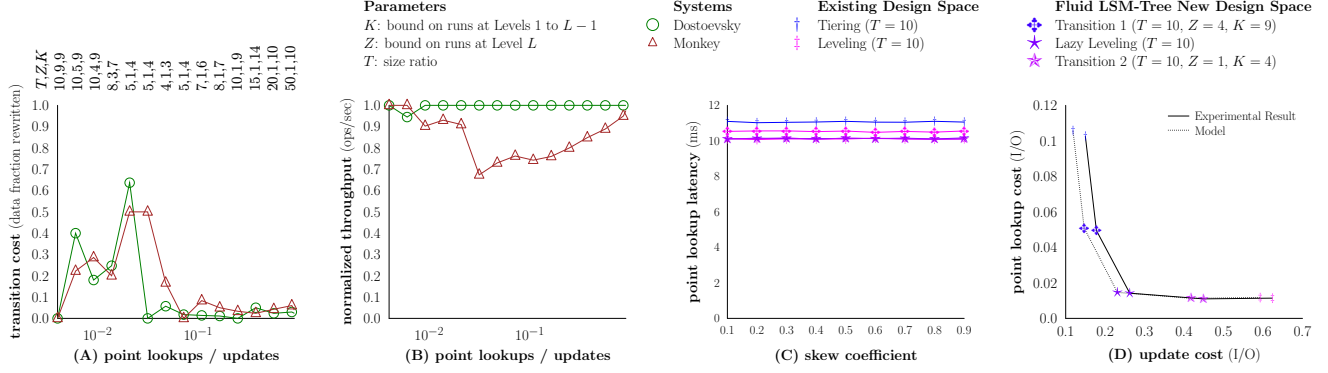 Parameters
K: bound on runs at Levels 1 to L − 1
Z: bound on runs at Level L
T: size ratio
Systems
Dostoevsky
Monkey
Existing Design Space
Tiering (T = 10)
Leveling (T = 10)
Fluid LSM-Tree New Design Space
Transition 1 (T = 10, Z = 4, K = 9)
Lazy Leveling (T = 10)
Transition 2 (T = 10, Z = 1, K = 4)
T,Z,K
10,9,9
10,5,9
10,4,9
8,3,7
5,1,4
5,1,4
4,1,3
5,1,4
7,1,6
8,1,7
10,1,9
15,1,14
20,1,10
50,1,10
transition cost (data fraction rewritten)
1.0
0.9
0.8
0.7
0.6
0.5
0.4
0.3
0.2
0.1
0.0
10⁻²
10⁻¹
(A) point lookups / updates
normalized throughput (ops/sec)
1.0
0.9
0.8
0.7
0.6
0.5
0.4
0.3
0.2
0.1
0.0
10⁻²
10⁻¹
(B) point lookups / updates
point lookup latency (ms)
12
10
8
6
4
2
0
0.1
0.2
0.3
0.4
0.5
0.6
0.7
0.8
0.9
(C) skew coefficient
point lookup cost (I/O)
0.12
0.10
0.08
0.06
0.04
0.02
0.0
Experimental Result
Model
0.1
0.2
0.3
0.4
0.5
0.6
0.7
(D) update cost (I/O)